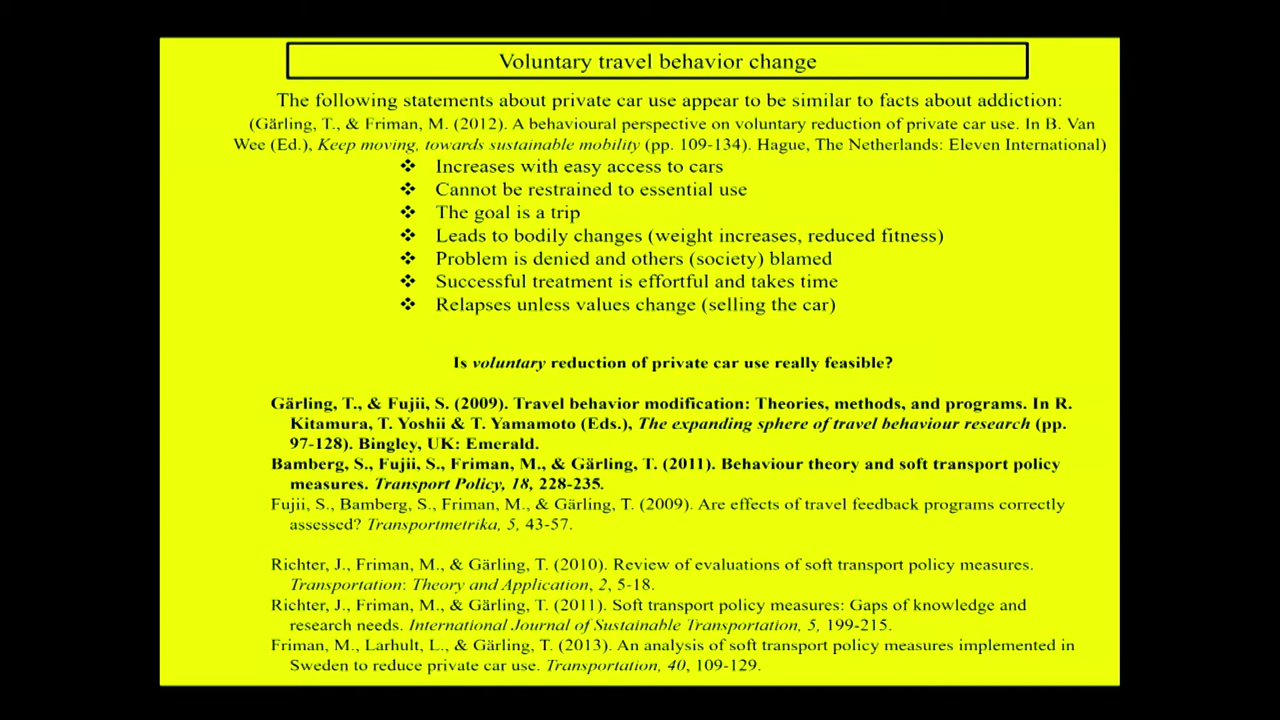 Voluntary travel behavior change
The following statements about private car use appear to be similar to facts about addiction:
(Gärling, T., & Friman, M. (2012). A behavioural perspective on voluntary reduction of private car use. In B. Van
Wee (Ed.), Keep moving, towards sustainable mobility (pp. 109-134). Hague, The Netherlands: Eleven International)
❖ Increases with easy access to cars
❖ Cannot be restrained to essential use
❖ The goal is a trip
❖ Leads to bodily changes (weight increases, reduced fitness)
❖ Problem is denied and others (society) blamed
❖ Successful treatment is effortful and takes time
❖ Relapses unless values change (selling the car)
Is voluntary reduction of private car use really feasible?
Gärling, T., & Fujii, S. (2009). Travel behavior modification: Theories, methods, and programs. In R.
Kitamura, T. Yoshii & T. Yamamoto (Eds.), The expanding sphere of travel behaviour research (pp.
97-128). Bingley, UK: Emerald.
Bamberg, S., Fujii, S., Friman, M., & Gärling, T. (2011). Behaviour theory and soft transport policy
measures. Transport Policy, 18, 228-235.
Fujii, S., Bamberg, S., Friman, M., & Gärling, T. (2009). Are effects of travel feedback programs correctly
assessed? Transportmetrika, 5, 43-57.
Richter, J., Friman, M., & Gärling, T. (2010). Review of evaluations of soft transport policy measures.
Transportation: Theory and Application, 2, 5-18.
Richter, J., Friman, M., & Gärling, T. (2011). Soft transport policy measures: Gaps of knowledge and
research needs. International Journal of Sustainable Transportation, 5, 199-215.
Friman, M., Larhult, L., & Gärling, T. (2013). An analysis of soft transport policy measures implemented in
Sweden to reduce private car use. Transportation, 40, 109-129.